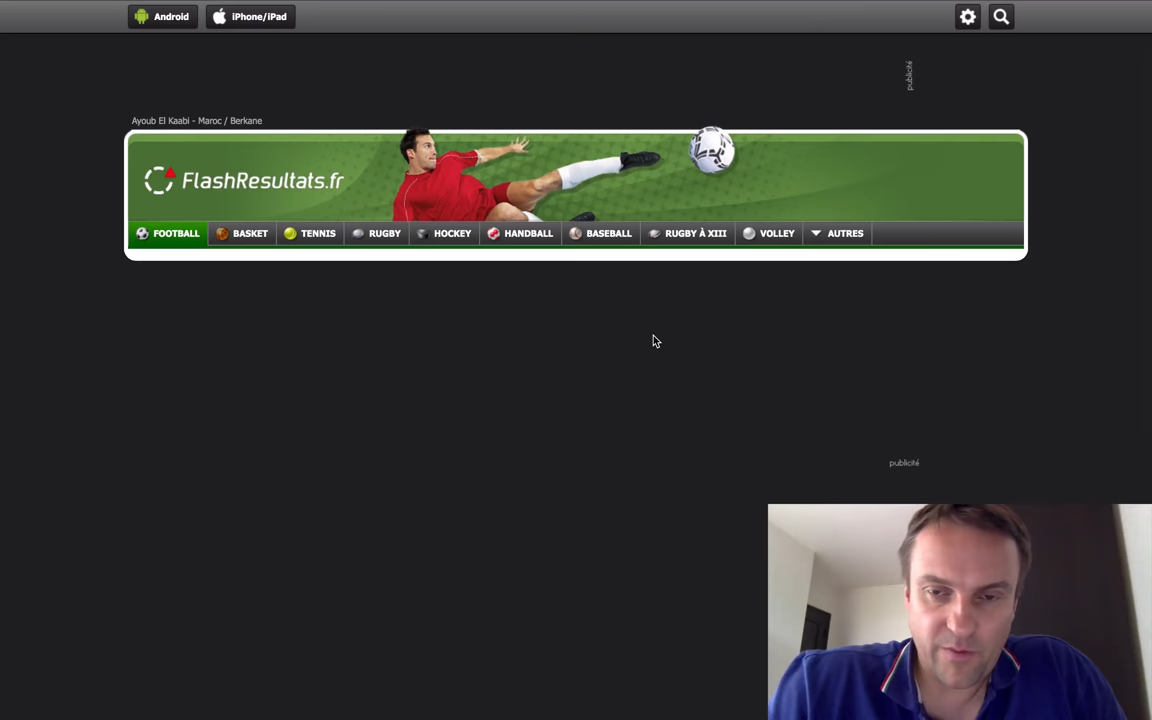 Android
iPhone/iPad
publicité
Ayoub El Kaabi - Maroc / Berkane
FlashResultats.fr
FOOTBALL BASKET TENNIS RUGBY HOCKEY HANDBALL BASEBALL RUGBY À XIII VOLLEY AUTRES
publicité